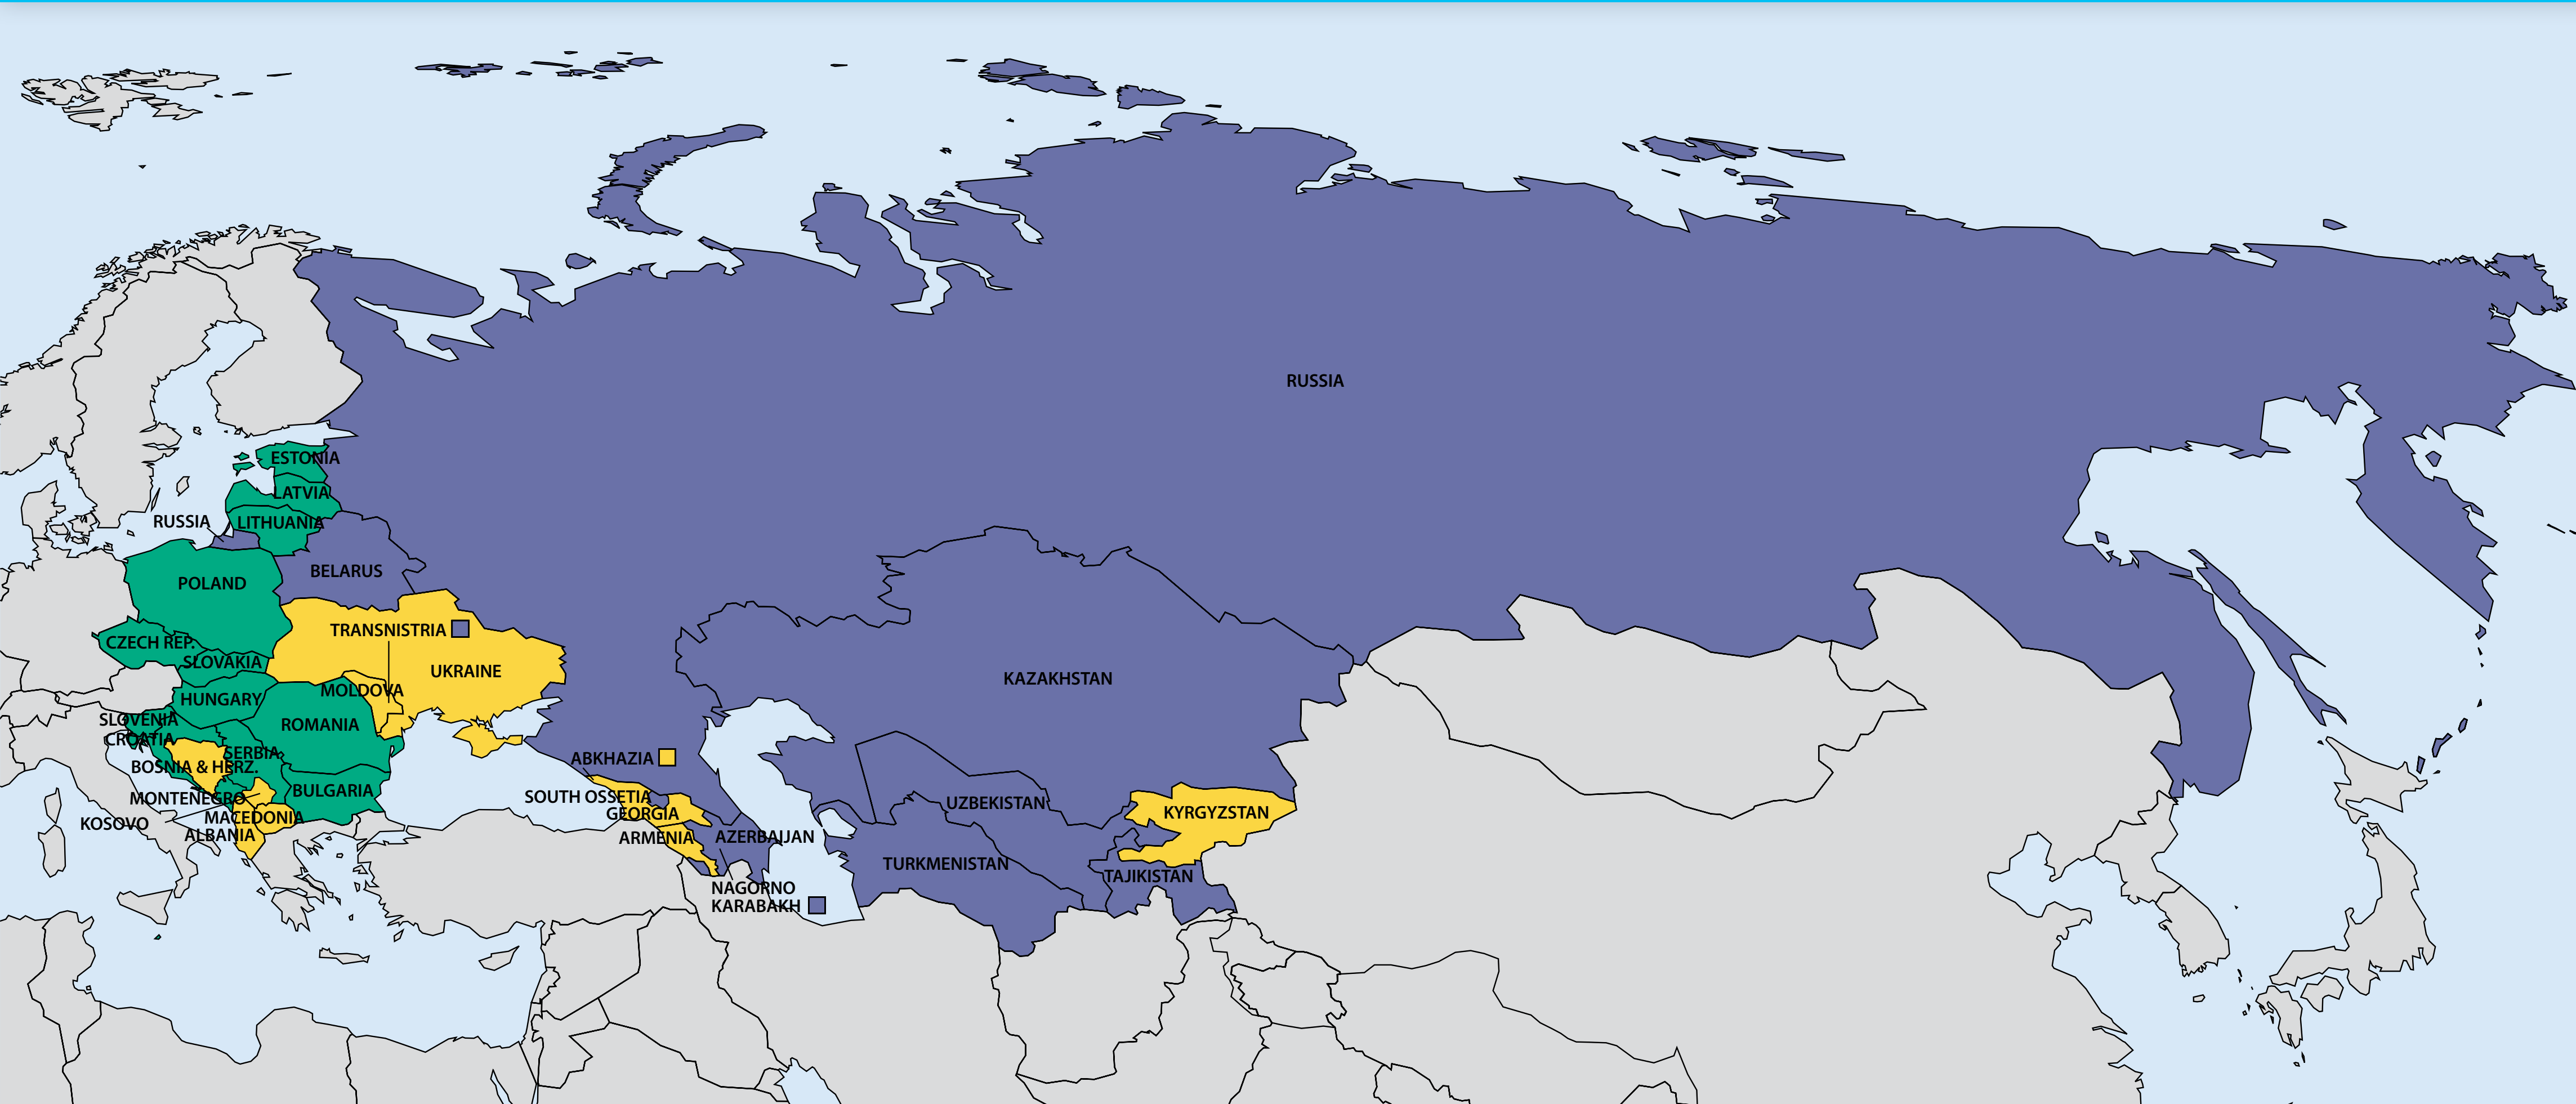 RUSSIA
ESTONIA
LATVIA
RUSSIA
LITHUANIA
BELARUS
POLAND
TRANSNISTRIA
CZECH REP.
SLOVAKIA
UKRAINE
KAZAKHSTAN
MOLDOVA
HUNGARY
SLOVENIA
ROMANIA
CROATIA
SERBIA
ABKHAZIA
BOSNIA & HERZ.
BULGARIA
SOUTH OSSETIA
MONTENEGRO
UZBEKISTAN
GEORGIA
KYRGYZSTAN
MACEDONIA
KOSOVO
ALBANIA
ARMENIA
AZERBAIJAN
TURKMENISTAN
TAJIKISTAN
NAGORNO
KARABAKH